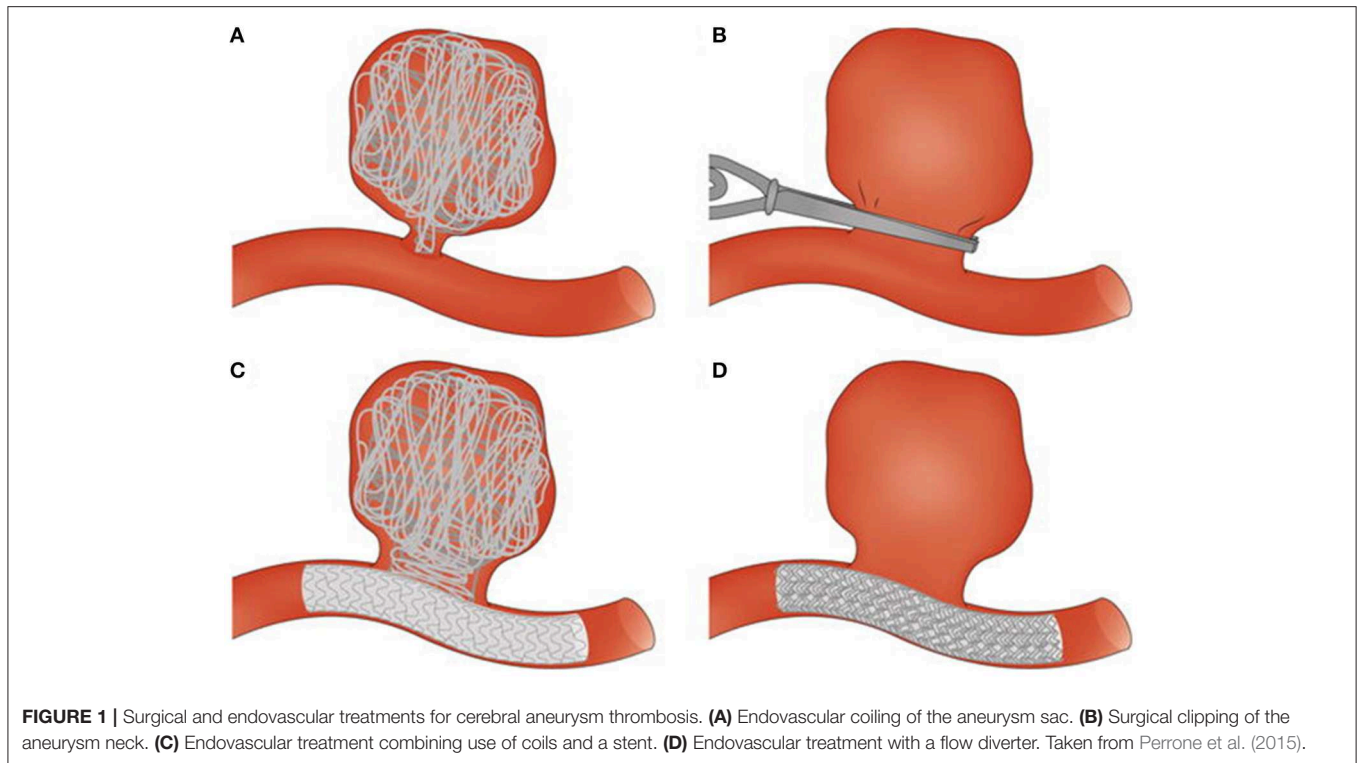 A
B
C
D
FIGURE 1 | Surgical and endovascular treatments for cerebral aneurysm thrombosis. (A) Endovascular coiling of the aneurysm sac. (B) Surgical clipping of the
aneurysm neck. (C) Endovascular treatment combining use of coils and a stent. (D) Endovascular treatment with a flow diverter. Taken from Perrone et al. (2015).